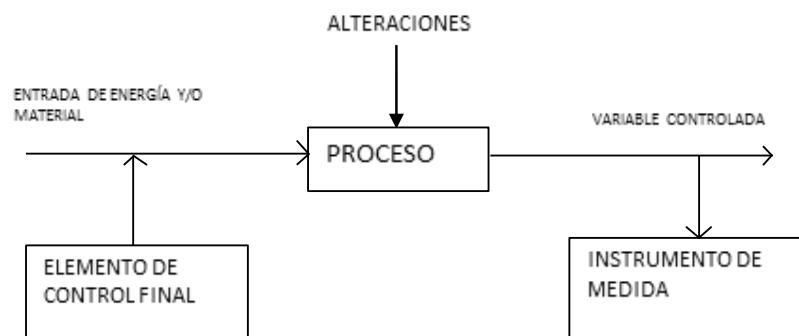 ALTERACIONES
ENTRADA DE ENERGÍA Y/O
MATERIAL
VARIABLE CONTROLADA
PROCESO
ELEMENTO DE
CONTROL FINAL
INSTRUMENTO DE
MEDIDA